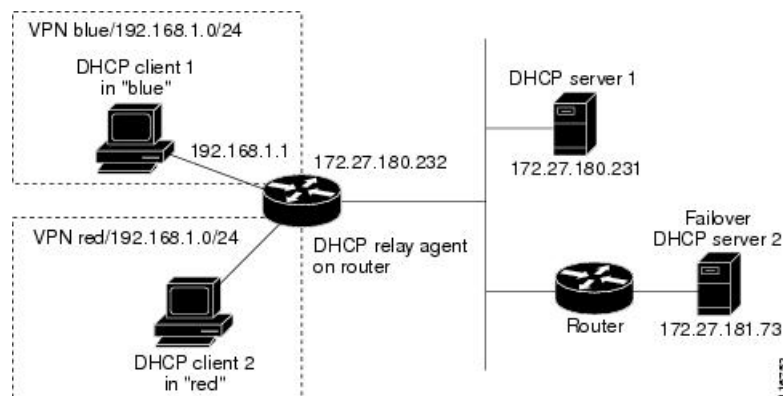 VPN blue/192.168.1.0/24
DHCP client 1
in "blue"
192.168.1.1
172.27.180.232
DHCP server 1
172.27.180.231
VPN red/192.168.1.0/24
DHCP relay agent
on router
DHCP client 2
in "red"
Failover
DHCP server 2
Router
172.27.181.73